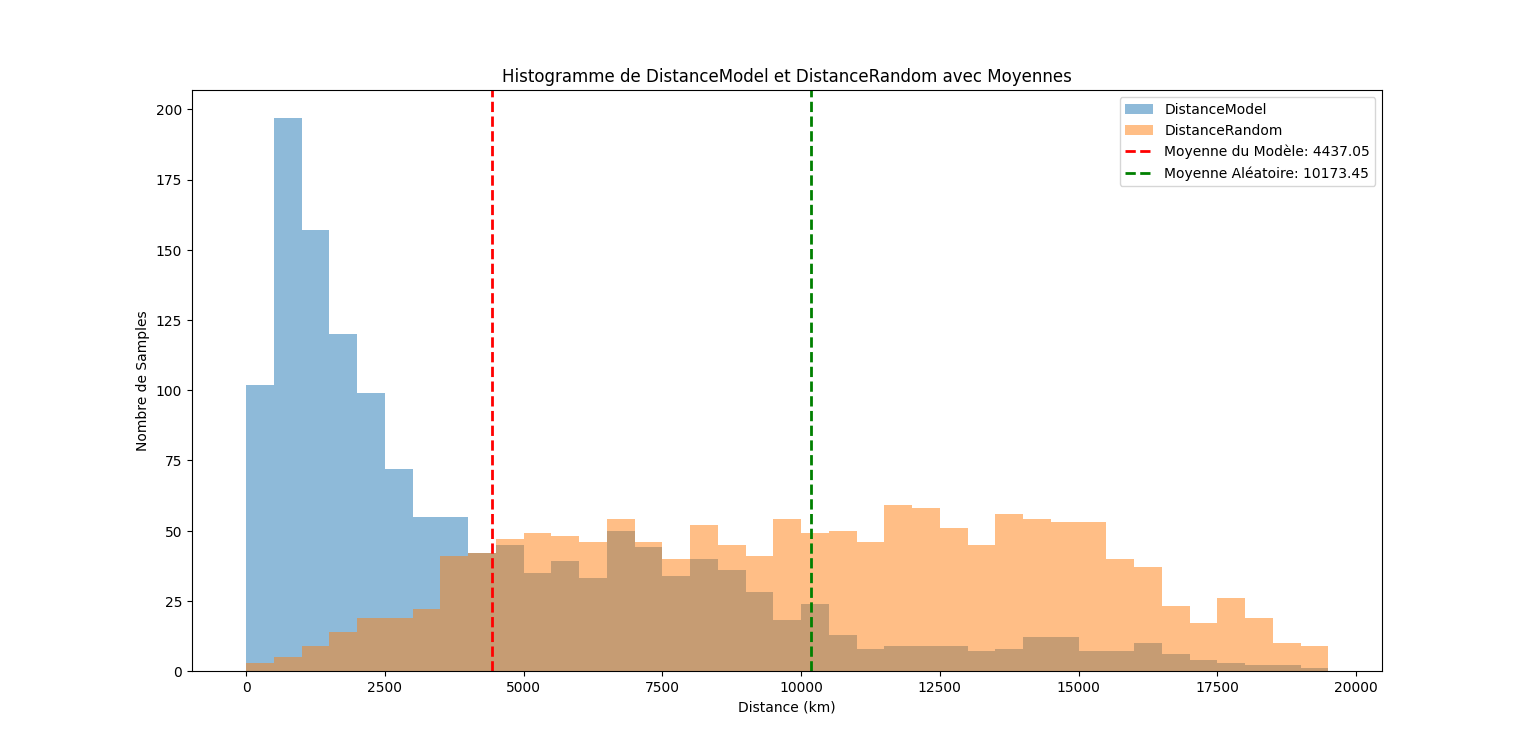 Histogramme de DistanceModel et DistanceRandom avec Moyennes
DistanceModel
DistanceRandom
Moyenne du Modèle: 4437.05
Moyenne Aléatoire: 10173.45
Nombre de Samples
200
175
150
125
100
75
50
25
0
0 2500 5000 7500 10000 12500 15000 17500 20000
Distance (km)